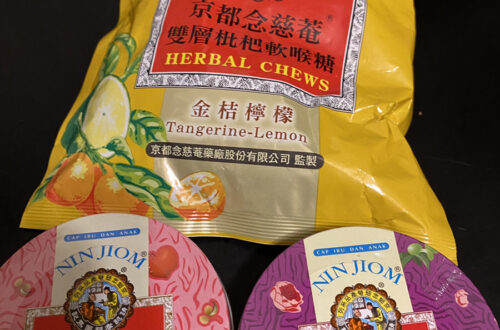 京都念慈菴®
雙層枇杷軟喉糖
HERBAL CHEWS
金桔檸檬
Tangerine-Lemon
京都念慈菴藥廠股份有限公司 監製
CAP IBU DAN ANAK
NIN JIOM®
CAP IBU DAN ANAK
NIN JIOM®